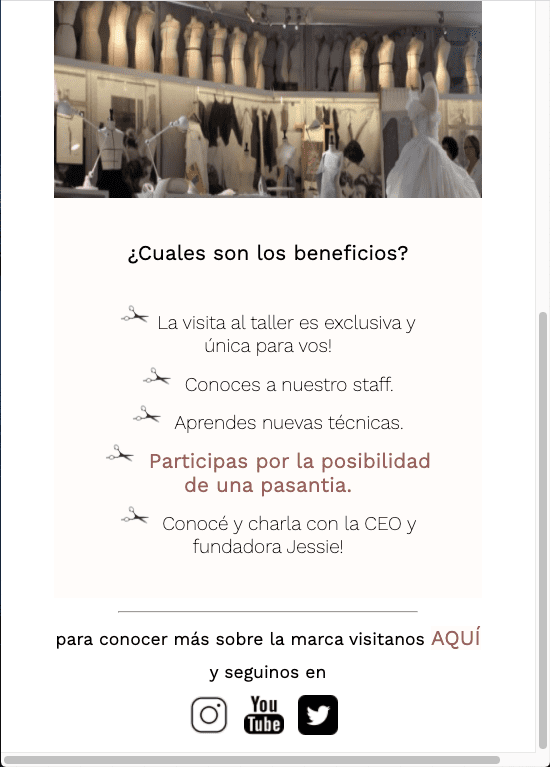 ¿Cuales son los beneficios?
La visita al taller es exclusiva y
única para vos!
Conoces a nuestro staff.
Aprendes nuevas técnicas.
Participas por la posibilidad
de una pasantia.
Conocé y charla con la CEO y
fundadora Jessie!
para conocer más sobre la marca visitanos AQUÍ
y seguinos en
You
Tube